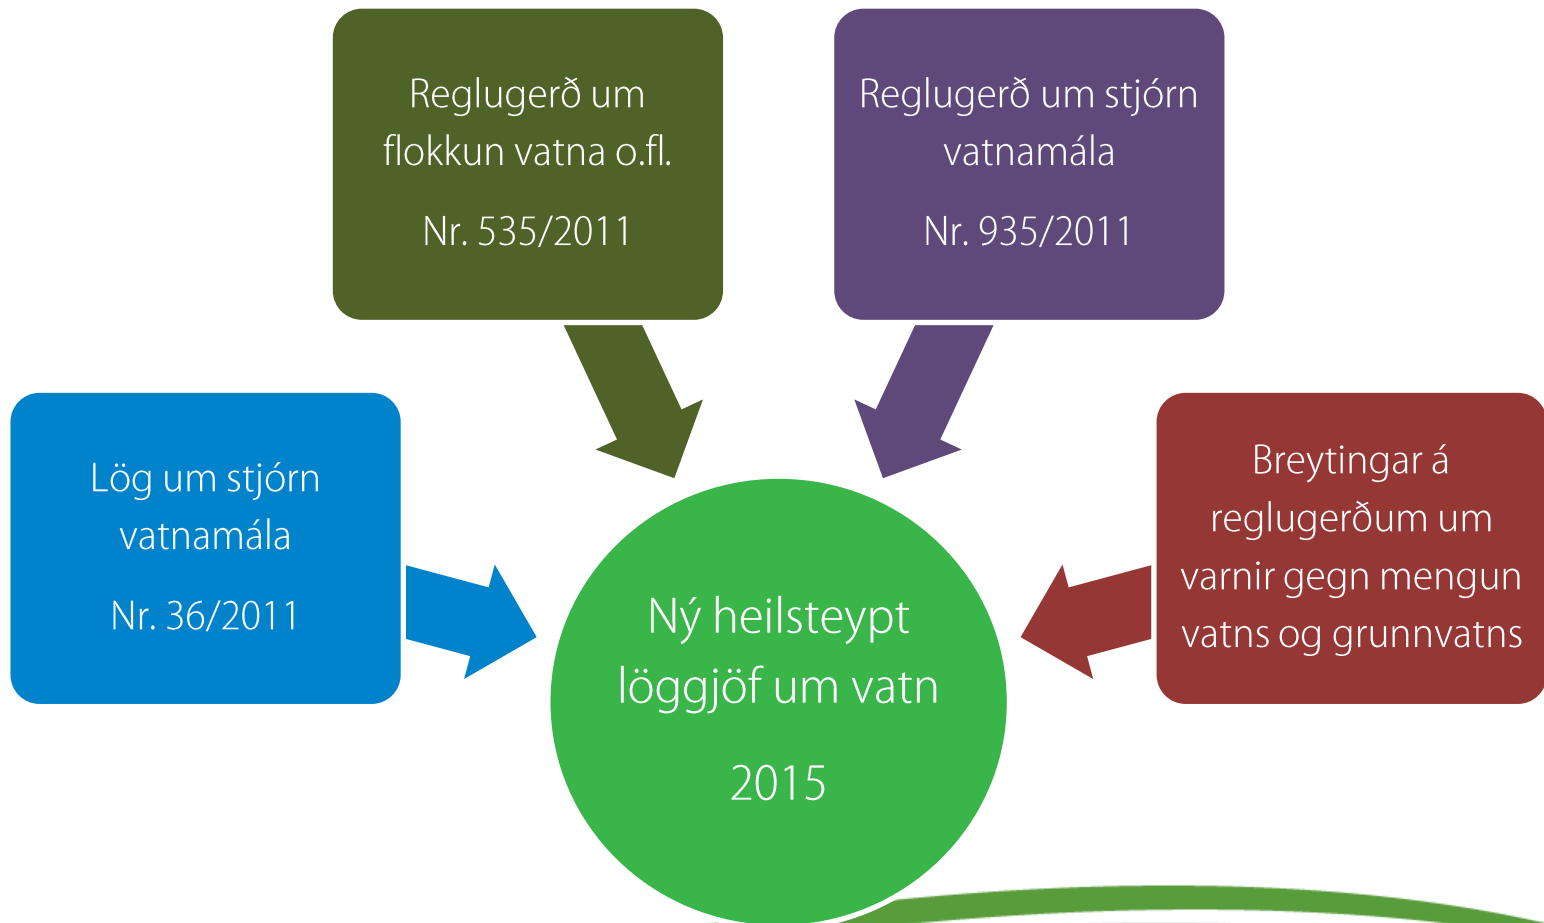 Reglugerð um
flokkun vatna o.fl.
Nr. 535/2011
Reglugerð um stjórn
vatnamála
Nr. 935/2011
Lög um stjórn
vatnamála
Nr. 36/2011
Breytingar á
reglugerðum um
varnir gegn mengun
vatns og grunnvatns
Ný heilsteypt
löggjöf um vatn
2015